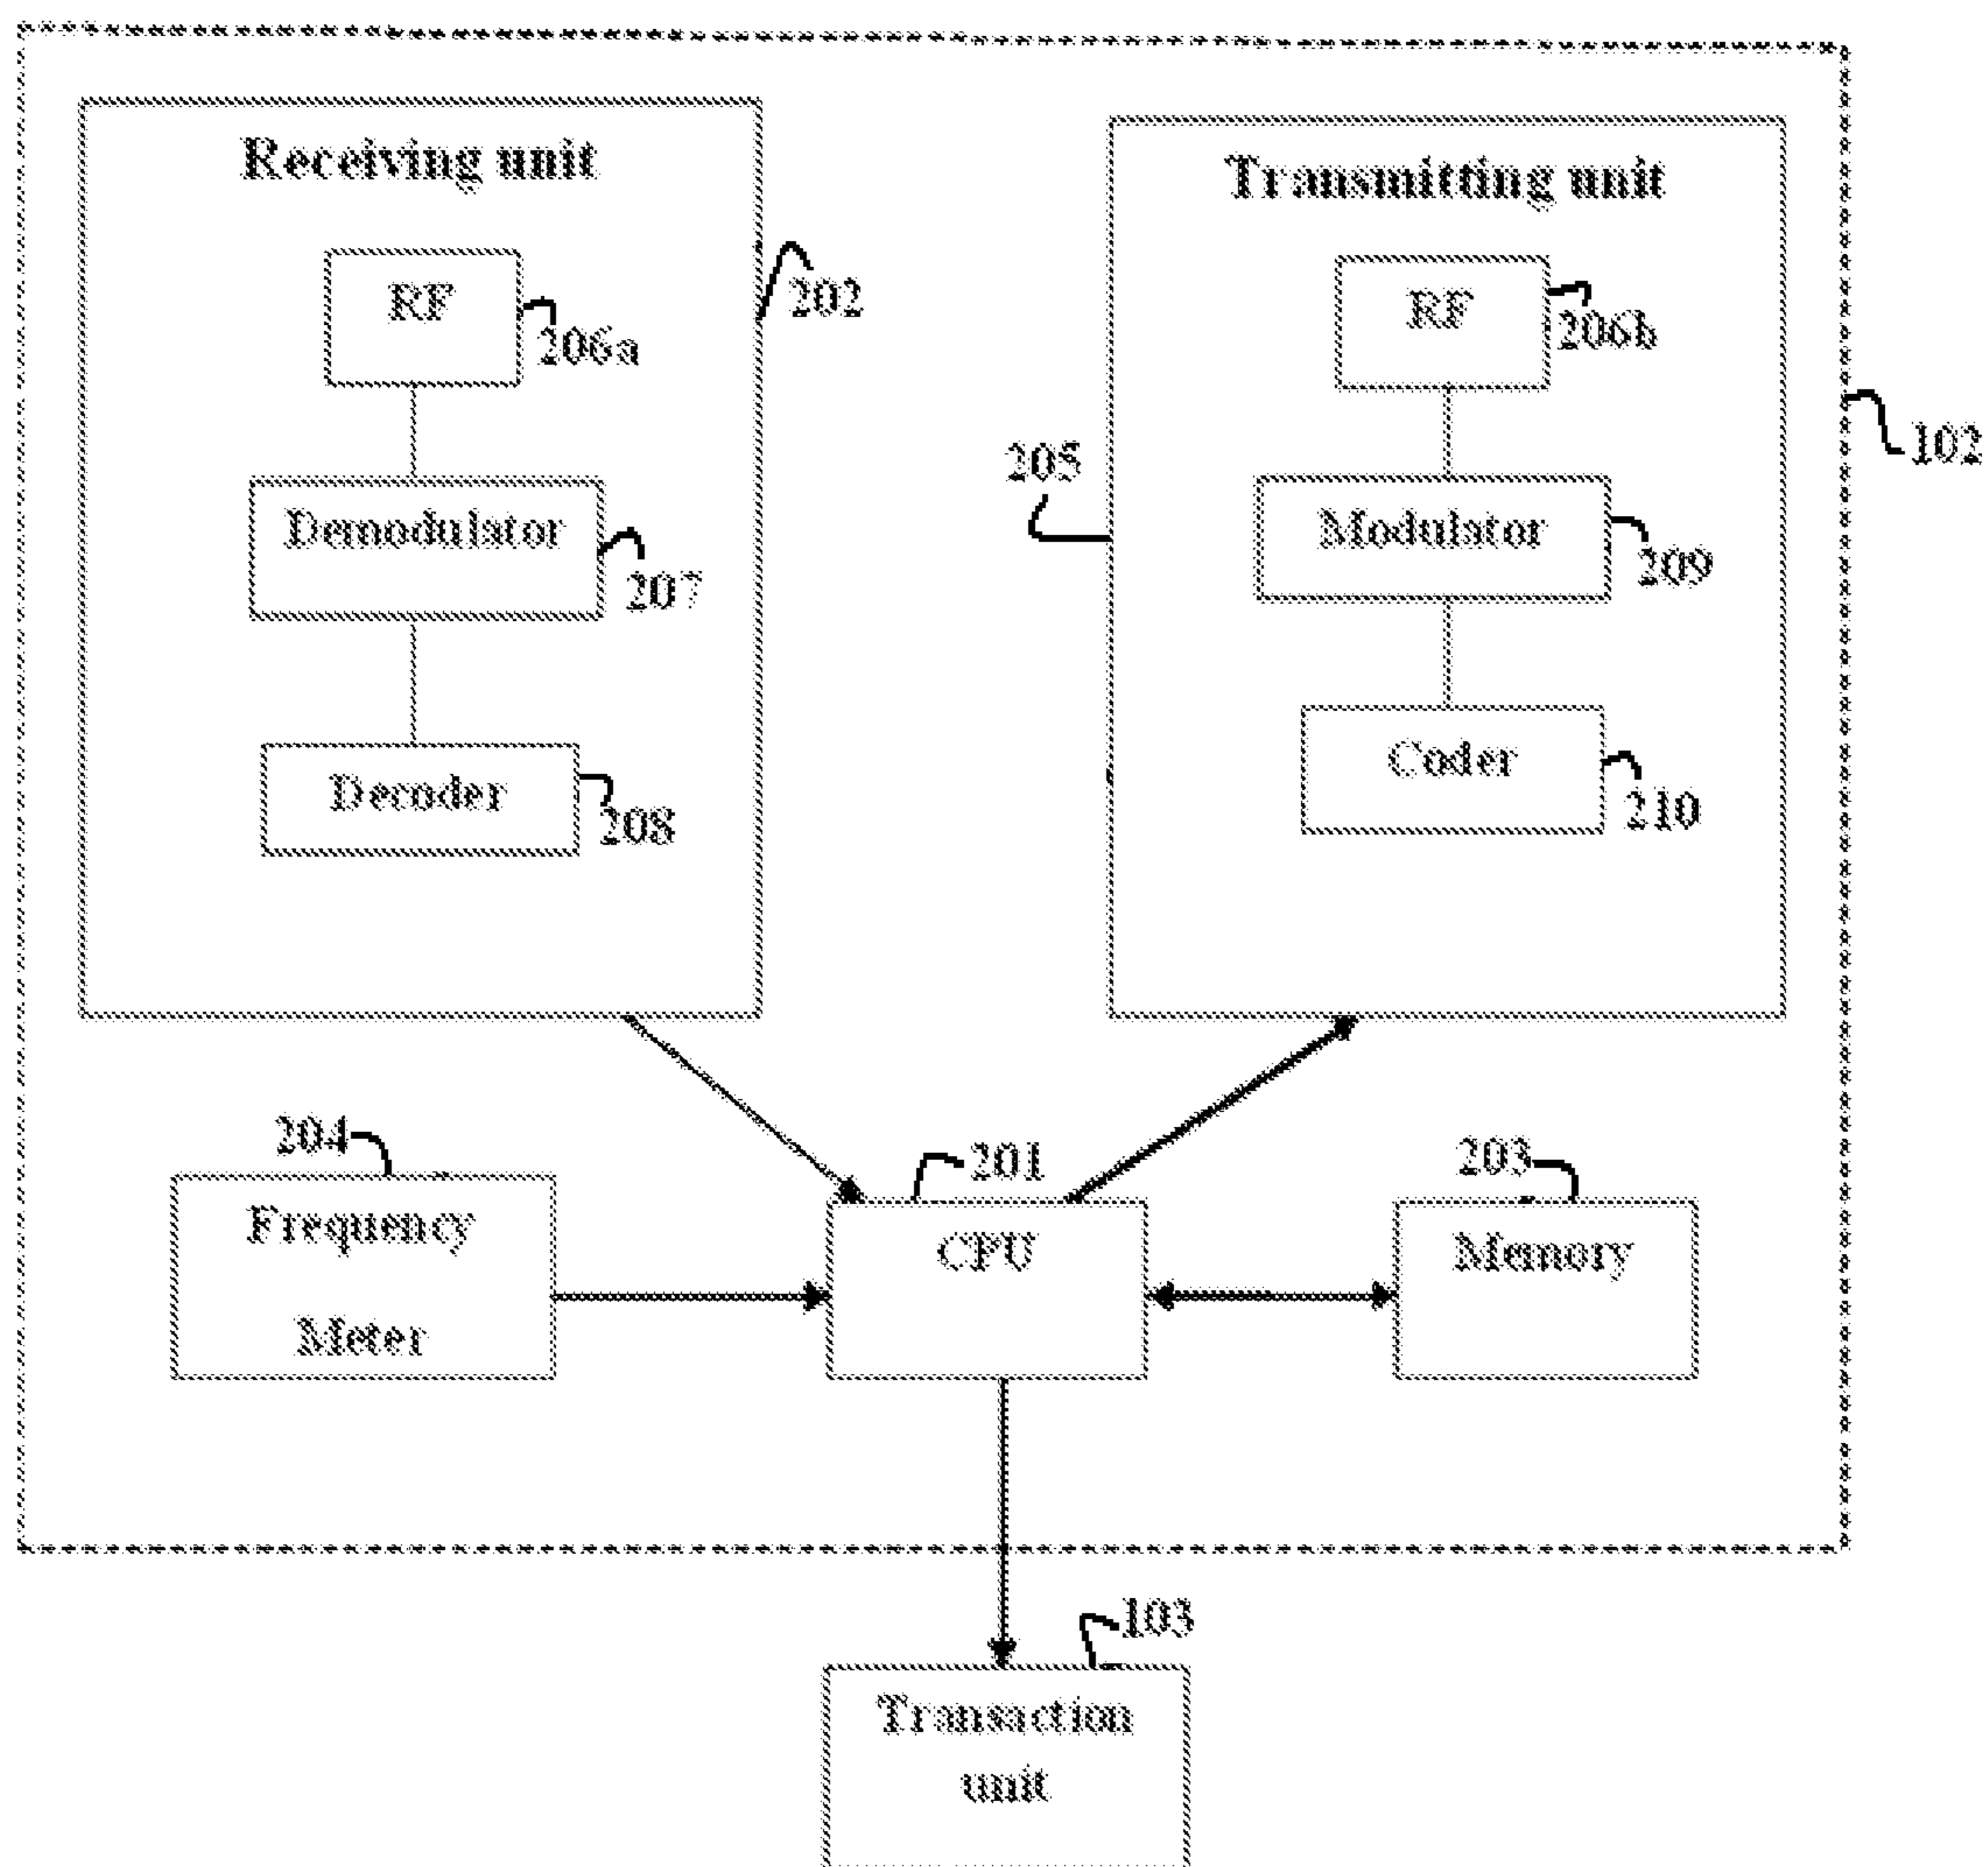 Receiving unit
RF
206a
202
Demodulator
207
Decoder
208
Transmitting unit
RF
206b
102
205
Modulator
209
Coder
210
204
Frequency
Meter
201
CPU
203
Memory
103
Transaction
unit